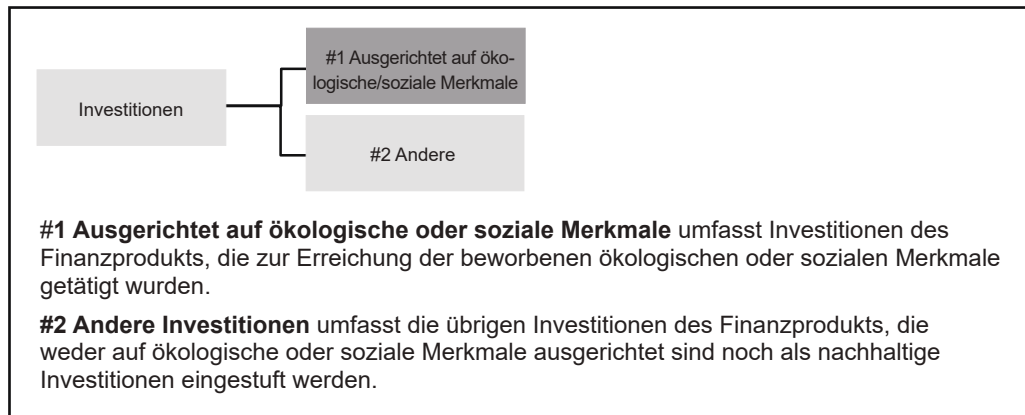 #1 Ausgerichtet auf öko-
logische/soziale Merkmale
Investitionen
#2 Andere
#1 Ausgerichtet auf ökologische oder soziale Merkmale umfasst Investitionen des
Finanzprodukts, die zur Erreichung der beworbenen ökologischen oder sozialen Merkmale
getätigt wurden.
#2 Andere Investitionen umfasst die übrigen Investitionen des Finanzprodukts, die
weder auf ökologische oder soziale Merkmale ausgerichtet sind noch als nachhaltige
Investitionen eingestuft werden.